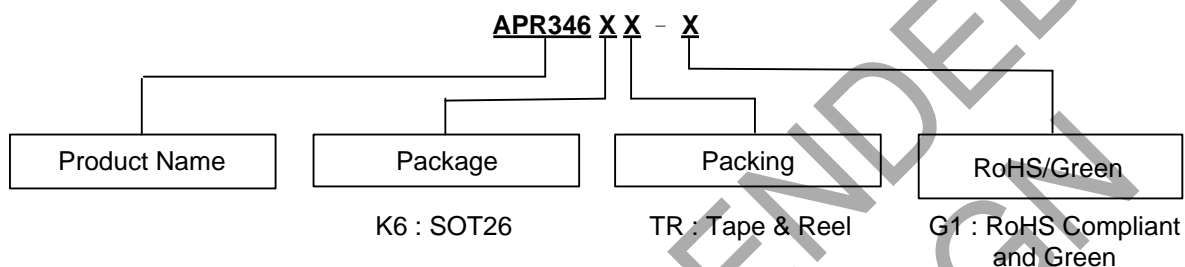 APR346 X X - X
Product Name
Package
Packing
RoHS/Green
K6 : SOT26
TR : Tape & Reel
G1 : RoHS Compliant
and Green